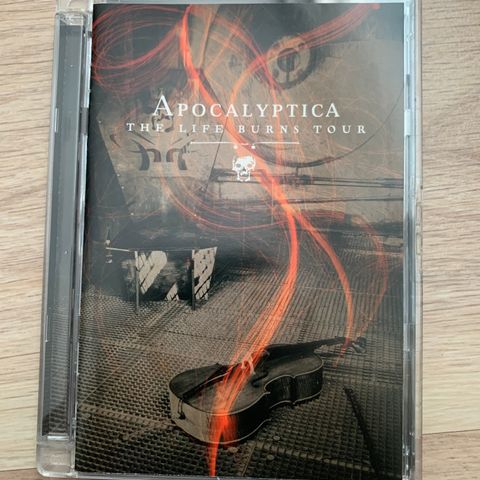 APOCALYPTICA
THE LIFE BURNS TOUR